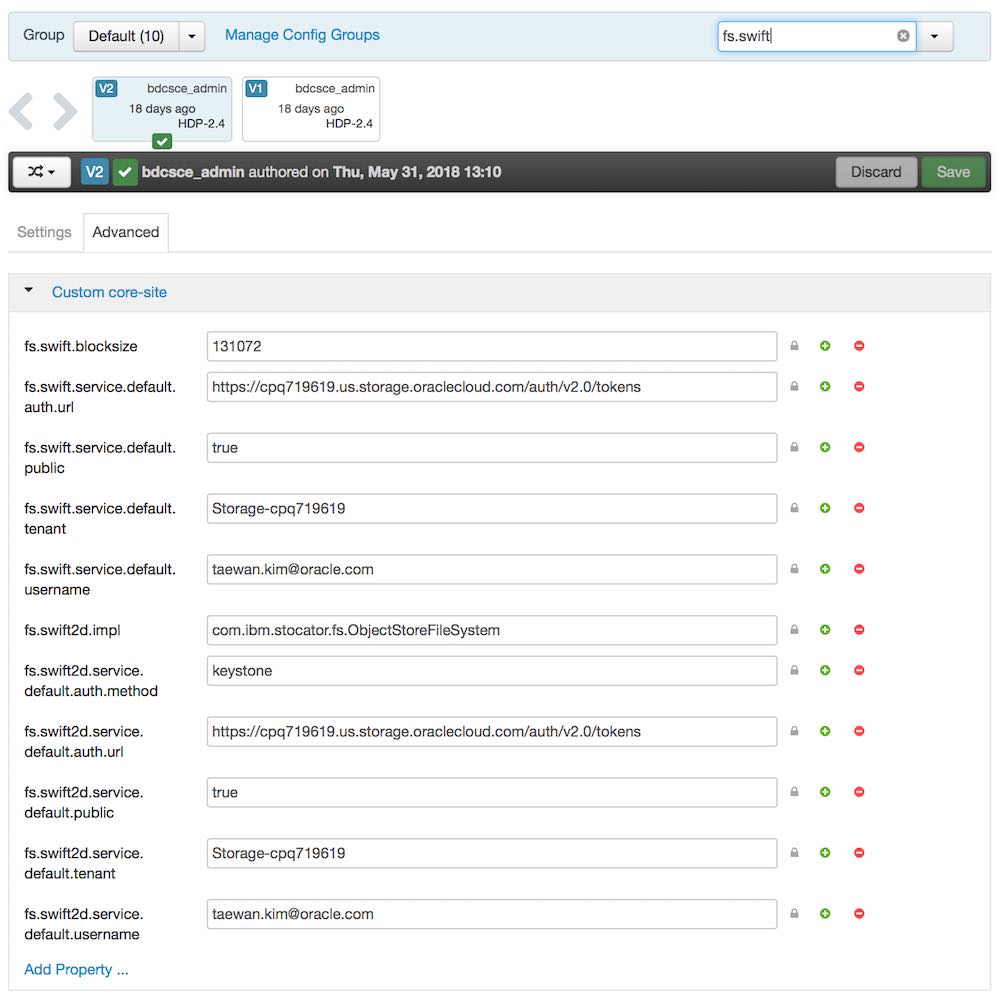 Group Default (10) Manage Config Groups fs.swift
V2 bdcsce_admin V1 bdcsce_admin
18 days ago 18 days ago
HDP-2.4 HDP-2.4
V2 bdcsce_admin authored on Thu, May 31, 2018 13:10 Discard Save
Settings Advanced
Custom core-site
fs.swift.blocksize 131072
fs.swift.service.default. https://cpq719619.us.storage.oraclecloud.com/auth/v2.0/tokens
auth.url
fs.swift.service.default. true
public
fs.swift.service.default. Storage-cpq719619
tenant
fs.swift.service.default. taewan.kim@oracle.com
username
fs.swift2d.impl com.ibm.stocator.fs.ObjectStoreFileSystem
fs.swift2d.service. keystone
default.auth.method
fs.swift2d.service. https://cpq719619.us.storage.oraclecloud.com/auth/v2.0/tokens
default.auth.url
fs.swift2d.service. true
default.public
fs.swift2d.service. Storage-cpq719619
default.tenant
fs.swift2d.service. taewan.kim@oracle.com
default.username
Add Property ...